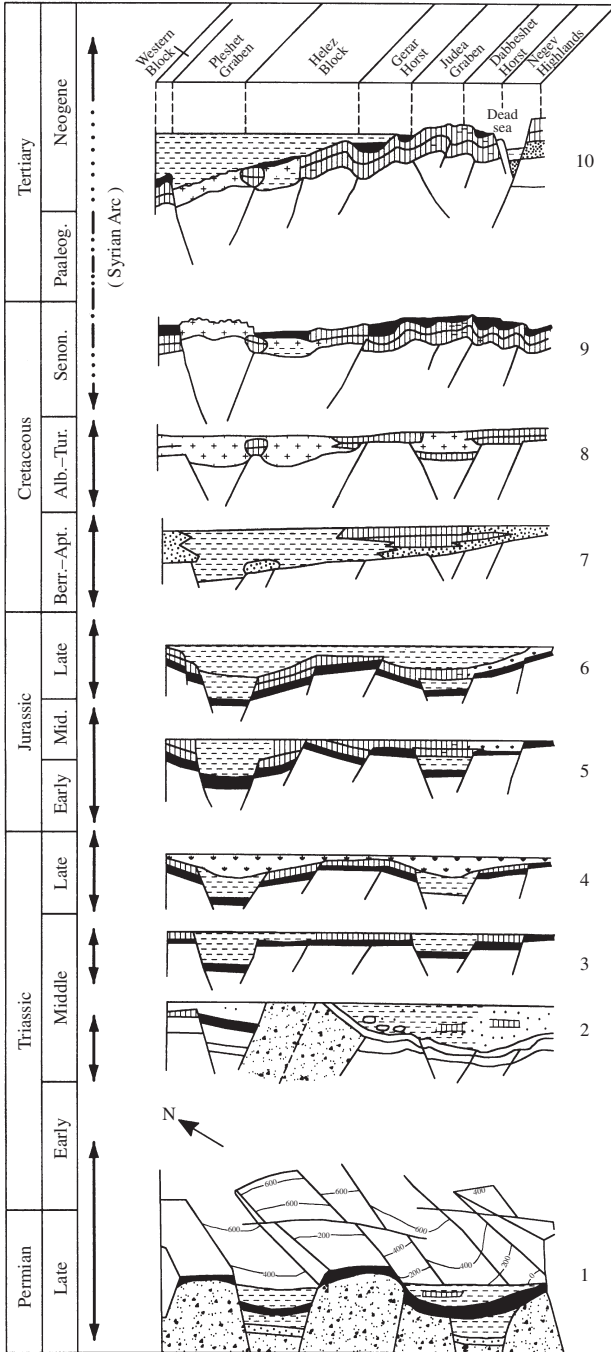 Western
Block
Pleshet
Graben
Helez
Block
Gerar
Horst
Judea
Graben
Dabbeshet
Horst
Negev
Highlands
Dead
sea
Tertiary
Neogene
Paaleog.
( Syrian Arc )
10
Cretaceous
Senon.
9
Alb.–Tur.
8
Berr.–Apt.
7
Jurassic
Late
6
Mid.
Early
5
Triassic
Late
4
Middle
3
2
Early
N
Permian
Late
1
600
600
600
600
200
400
400
200
600
400
400
200
0